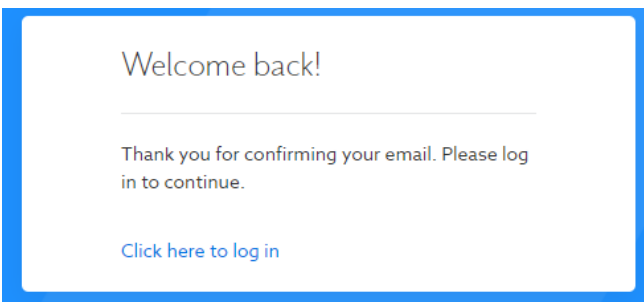 Welcome back!
Thank you for confirming your email. Please log
in to continue.
Click here to log in